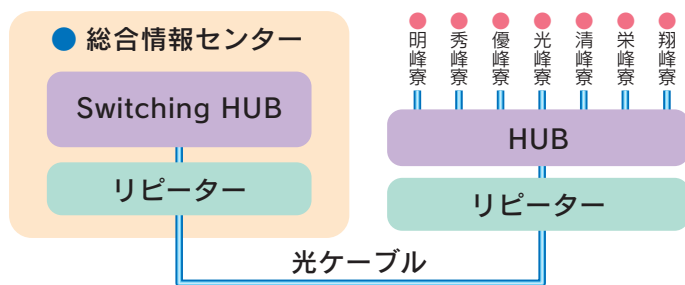 総合情報センター
Switching HUB
リピーター
明峰寮
秀峰寮
優峰寮
光峰寮
清峰寮
栄峰寮
翔峰寮
HUB
リピーター
光ケーブル